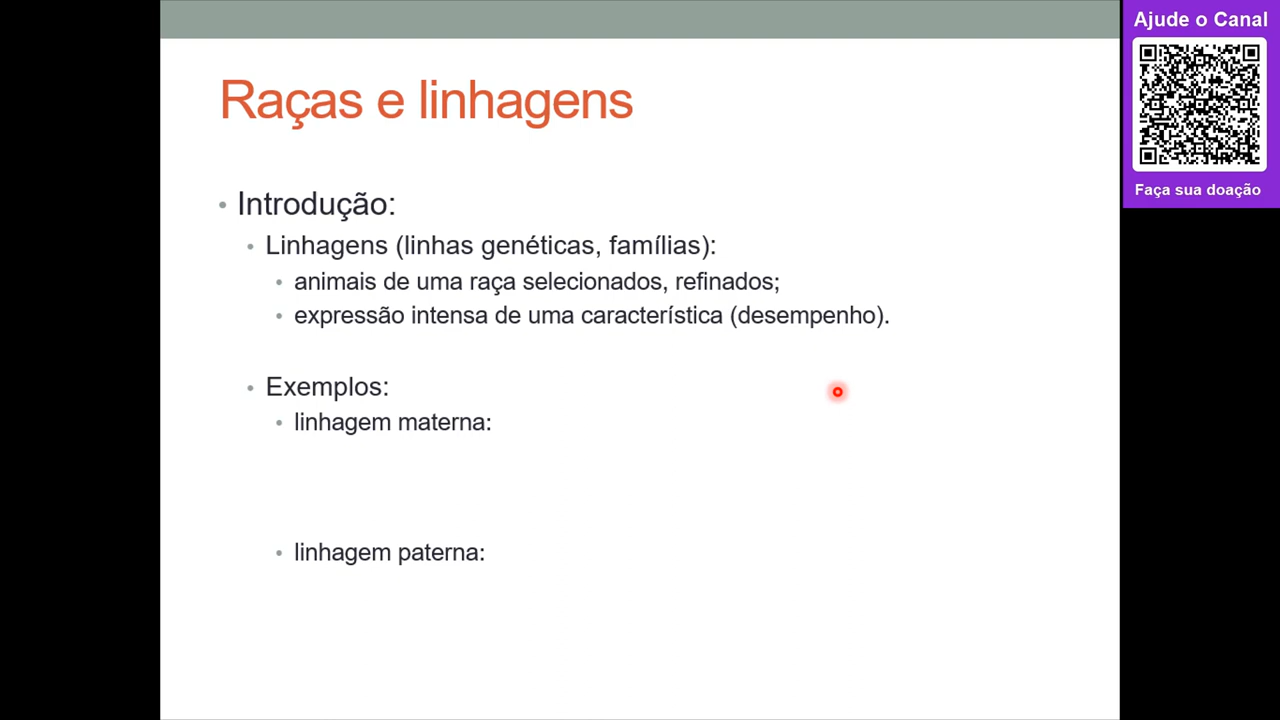 Raças e linhagens
• Introdução:
• Linhagens (linhas genéticas, famílias):
• animais de uma raça selecionados, refinados;
• expressão intensa de uma característica (desempenho).
• Exemplos:
• linhagem materna:
• linhagem paterna:
Ajude o Canal
Faça sua doação